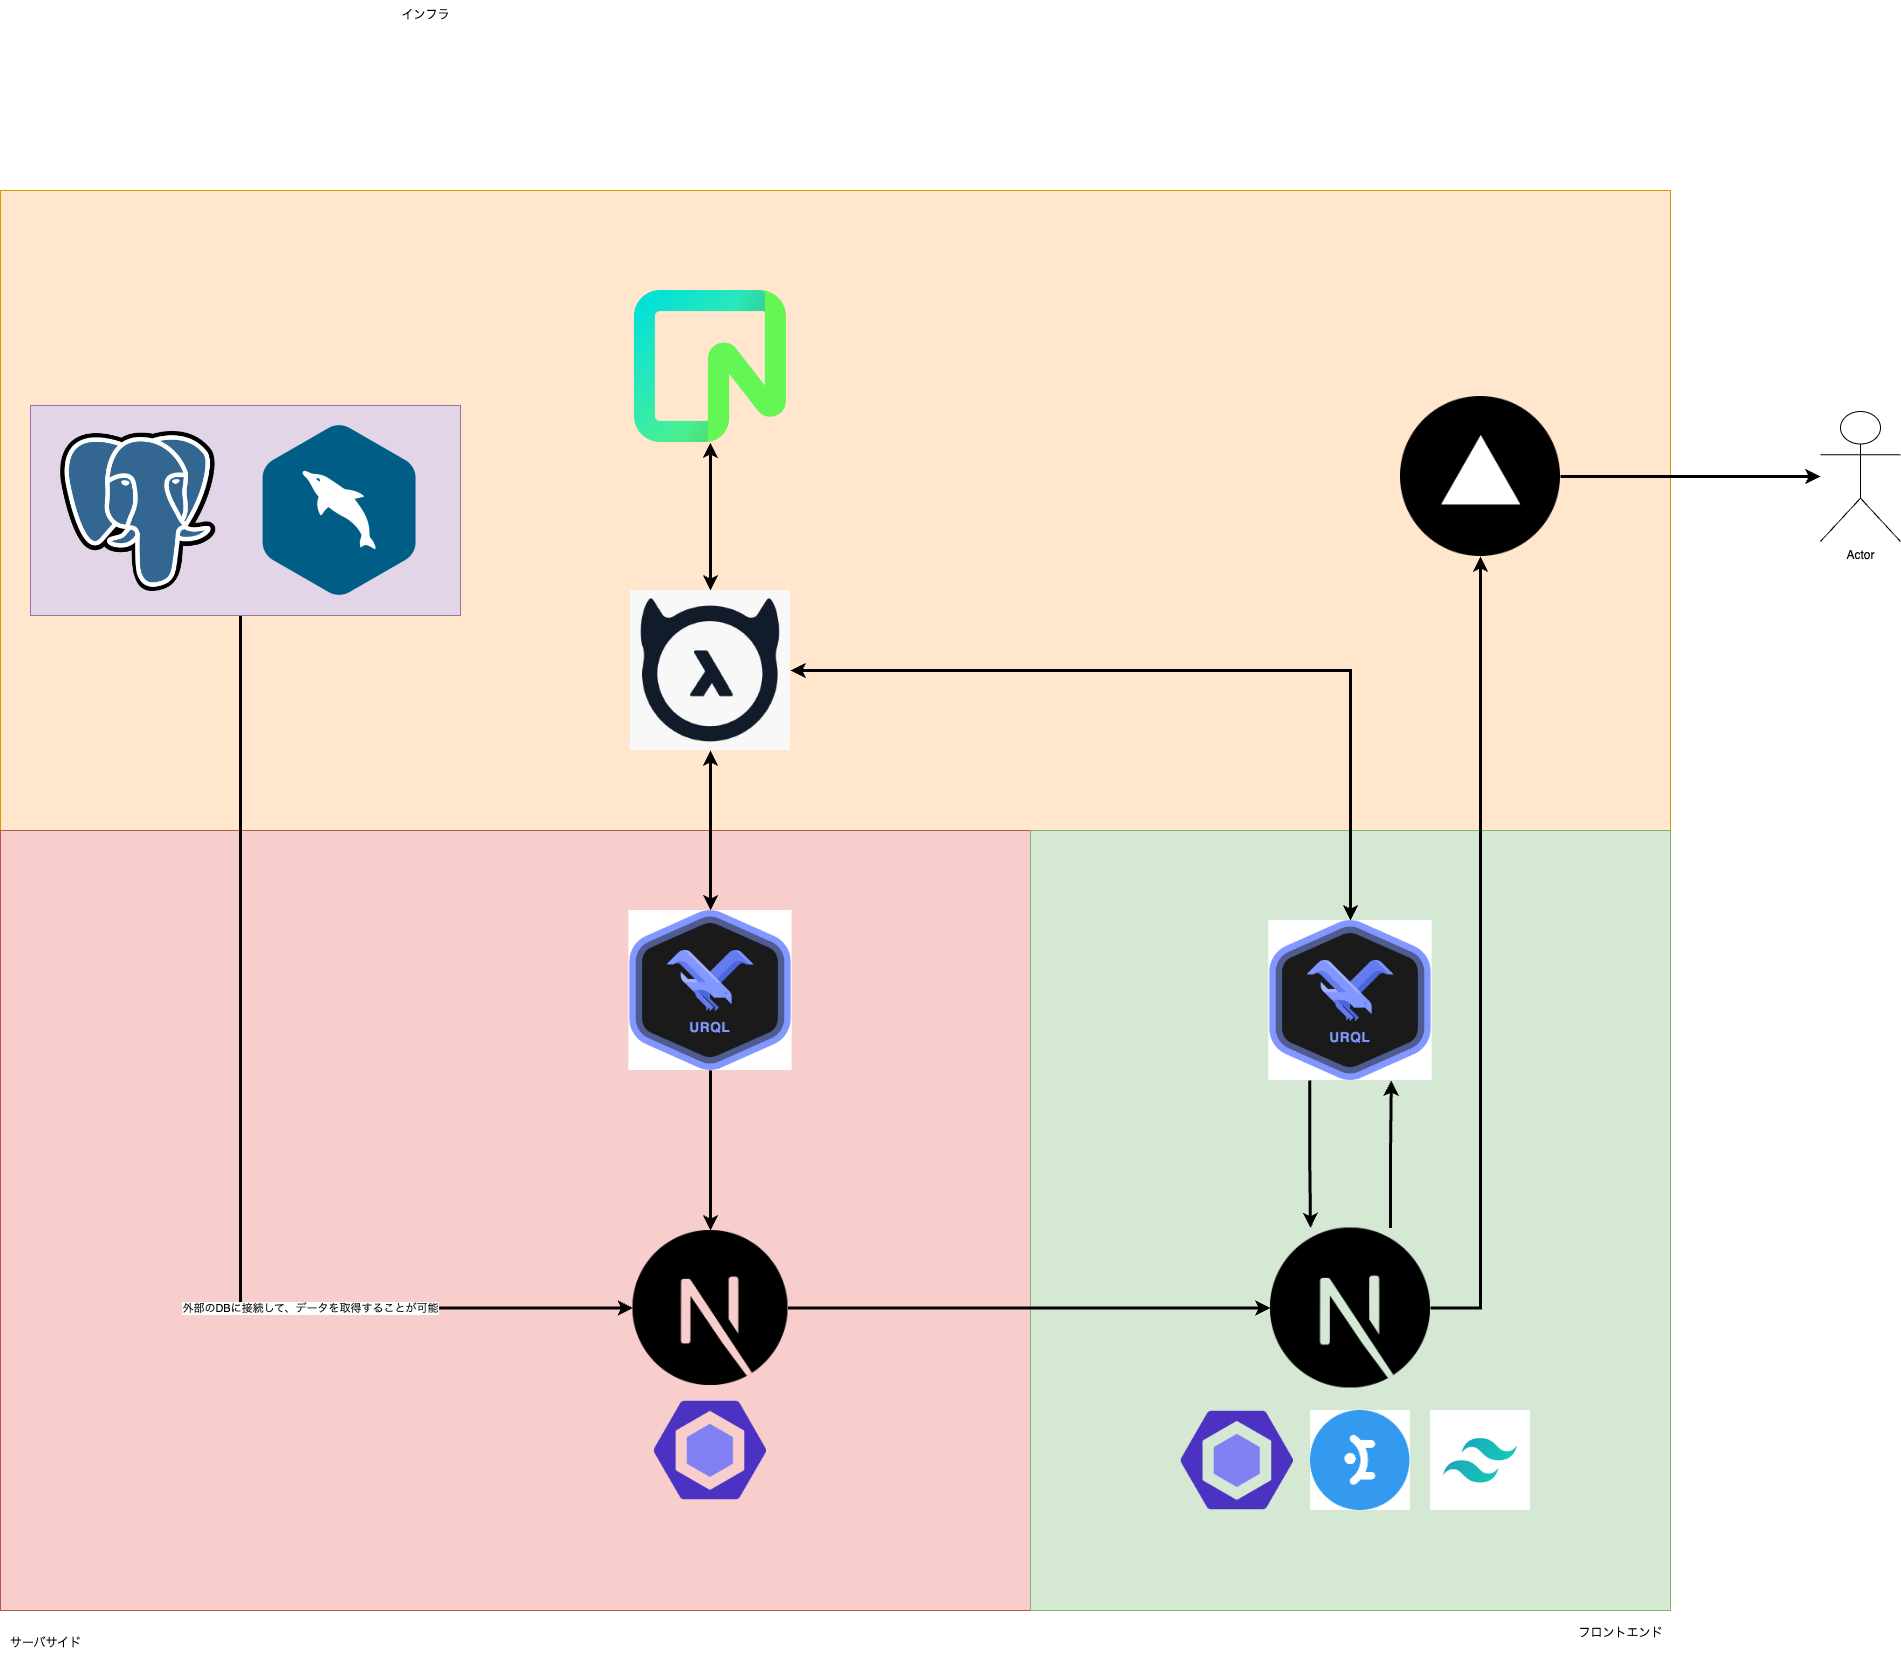 インフラ
Actor
URQL
URQL
外部のDBに接続して、データを取得することが可能
サーバサイド
フロントエンド